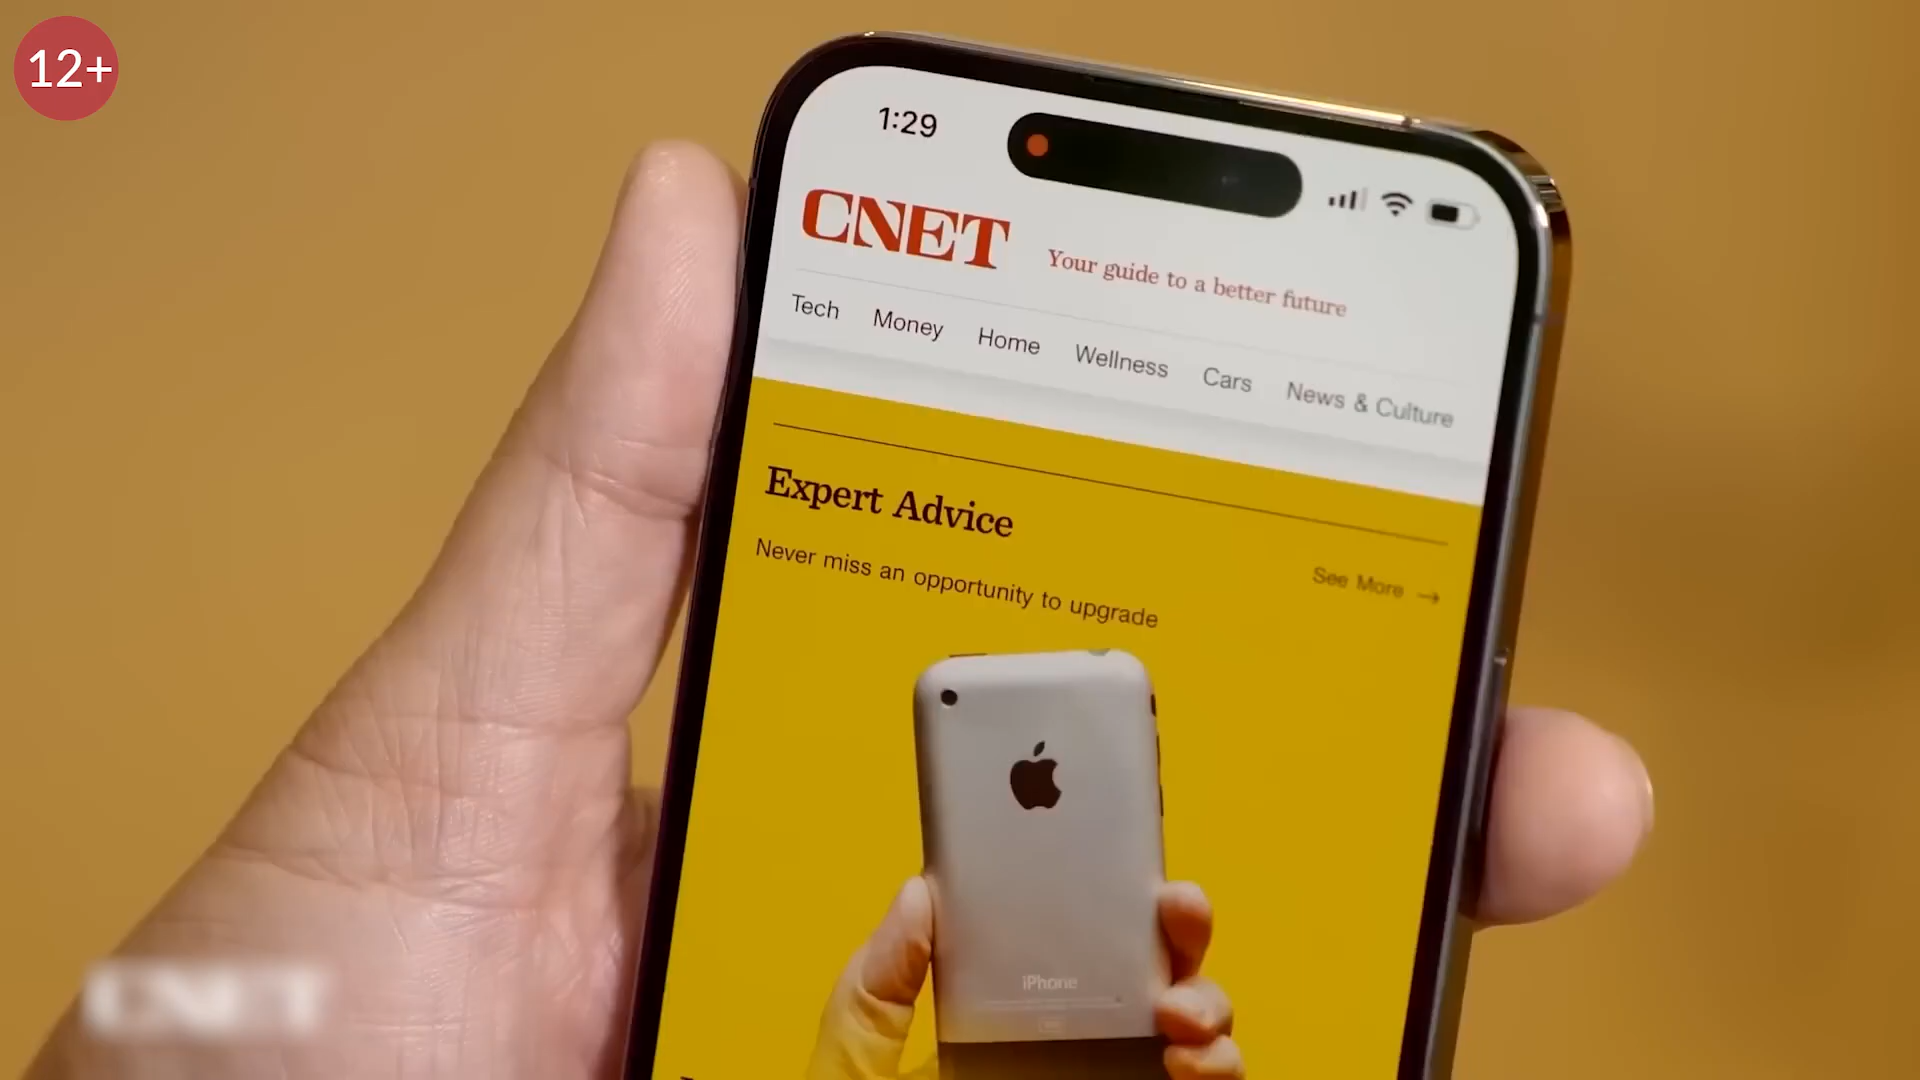 12+
1:29
CNET
Your guide to a better future
Tech Money Home Wellness Cars News & Culture
Expert Advice
Never miss an opportunity to upgrade
See More →
iPhone
CNET